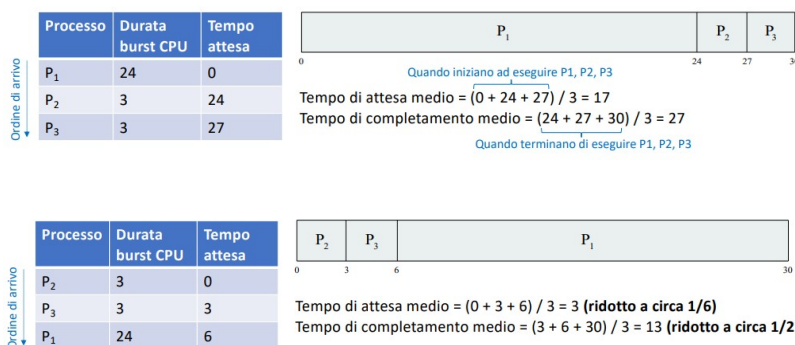 Processo Durata burst CPU Tempo attesa
P1 24 0
P2 3 24
P3 3 27
Ordine di arrivo
P1 P2 P3
0 24 27 30
Quando iniziano ad eseguire P1, P2, P3
Tempo di attesa medio = (0 + 24 + 27) / 3 = 17
Tempo di completamento medio = (24 + 27 + 30) / 3 = 27
Quando terminano di eseguire P1, P2, P3
Processo Durata burst CPU Tempo attesa
P2 3 0
P3 3 3
P1 24 6
Ordine di arrivo
P2 P3 P1
0 3 6 30
Tempo di attesa medio = (0 + 3 + 6) / 3 = 3 (ridotto a circa 1/6)
Tempo di completamento medio = (3 + 6 + 30) / 3 = 13 (ridotto a circa 1/2